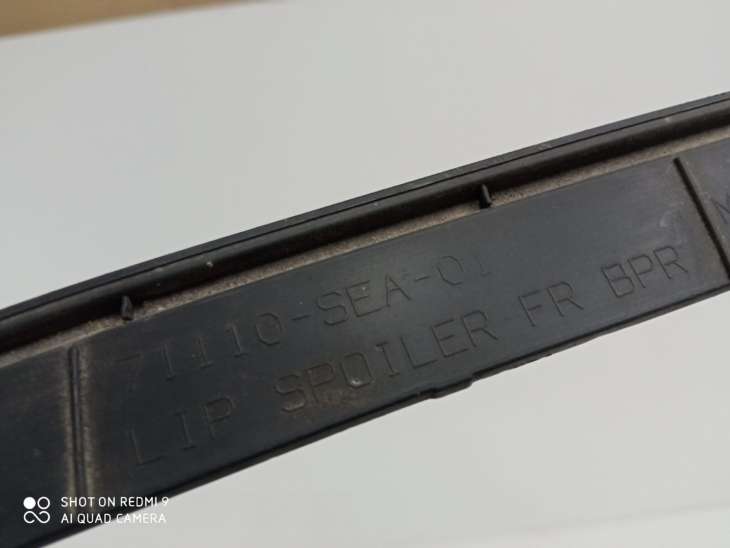 71110-SEA-01
LIP SPOILER FR BPR
SHOT ON REDMI 9
AI QUAD CAMERA